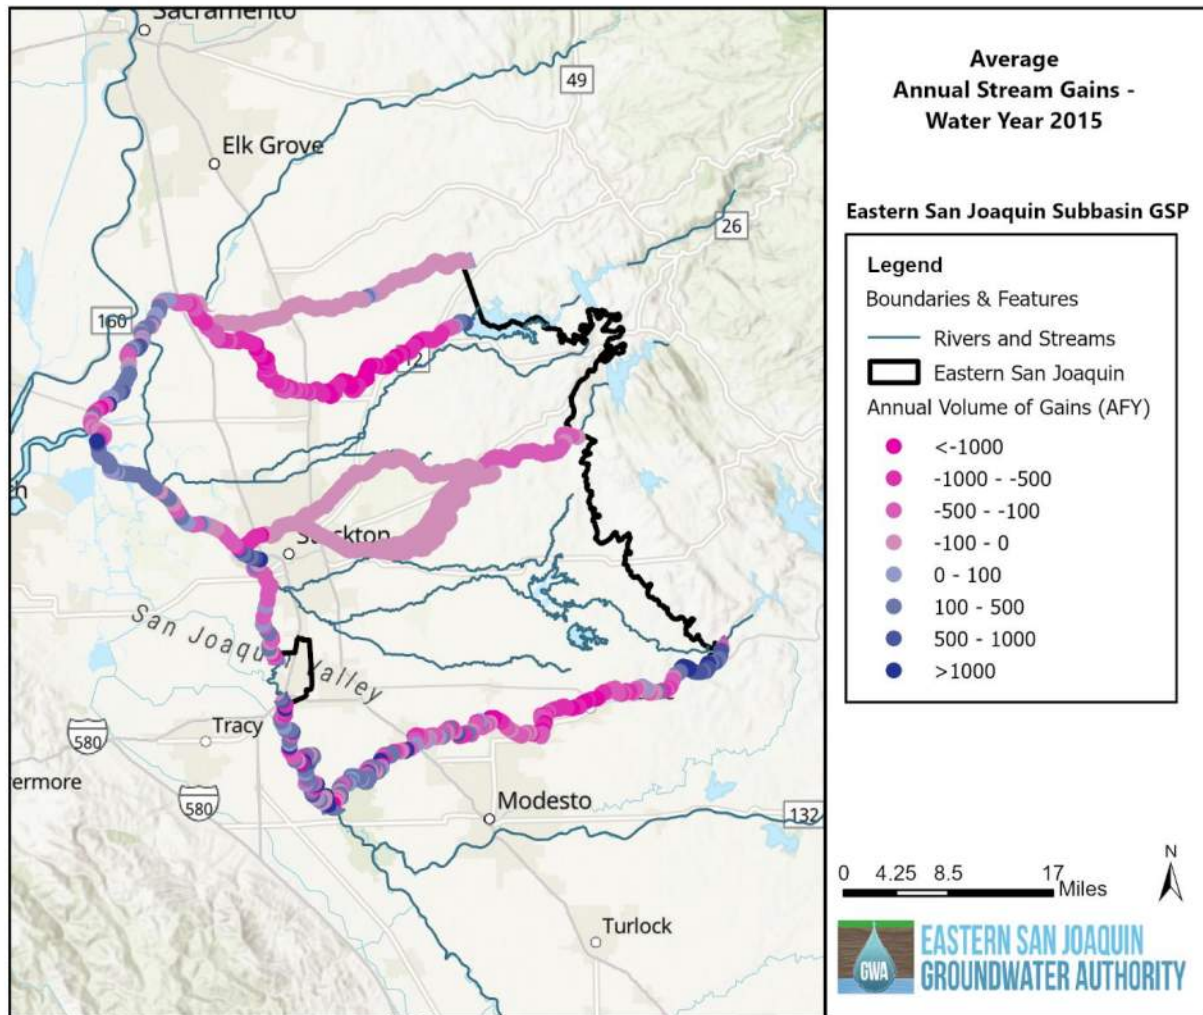 Sacramento
49
Elk Grove
26
160
12
Stockton
San Joaquin Valley
Tracy
580
ermore
580
Modesto
132
Turlock
Average
Annual Stream Gains -
Water Year 2015
Eastern San Joaquin Subbasin GSP
Legend
Boundaries & Features
Rivers and Streams
Eastern San Joaquin
Annual Volume of Gains (AFY)
<-1000
-1000 - -500
-500 - -100
-100 - 0
0 - 100
100 - 500
500 - 1000
>1000
N
0 4.25 8.5 17
Miles
GWA
EASTERN SAN JOAQUIN
GROUNDWATER AUTHORITY